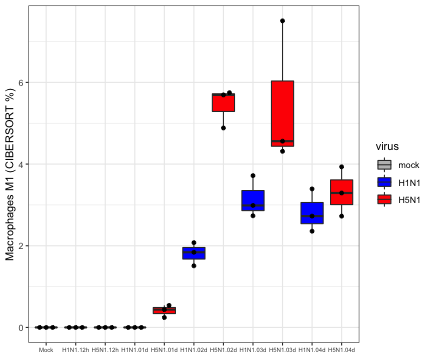 Macrophages M1 (CIBERSORT %)
6
4
2
0
Mock H1N1.12h H5N1.12h H1N1.01d H5N1.01d H1N1.02d H5N1.02d H1N1.03d H5N1.03d H1N1.04d H5N1.04d
virus
mock
H1N1
H5N1